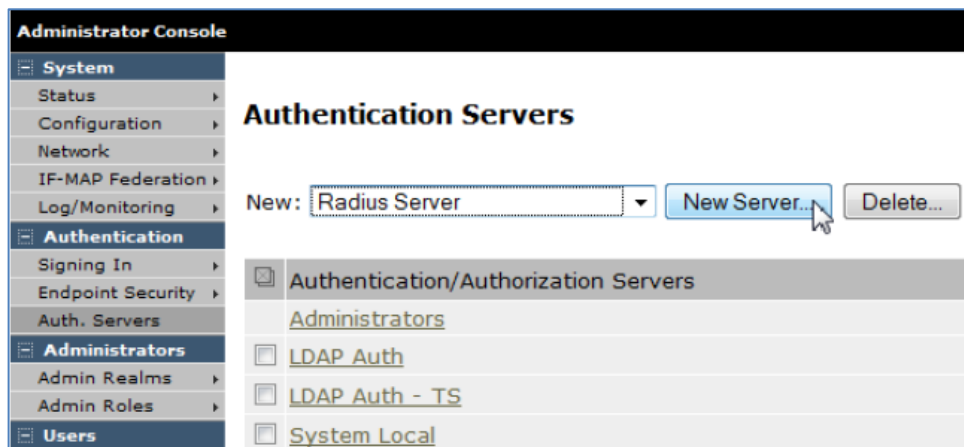 Administrator Console
System
Status
Configuration
Network
IF-MAP Federation
Log/Monitoring
Authentication
Signing In
Endpoint Security
Auth. Servers
Administrators
Admin Realms
Admin Roles
Users
Authentication Servers
New: Radius Server New Server... Delete...
Authentication/Authorization Servers
Administrators
LDAP Auth
LDAP Auth - TS
System Local